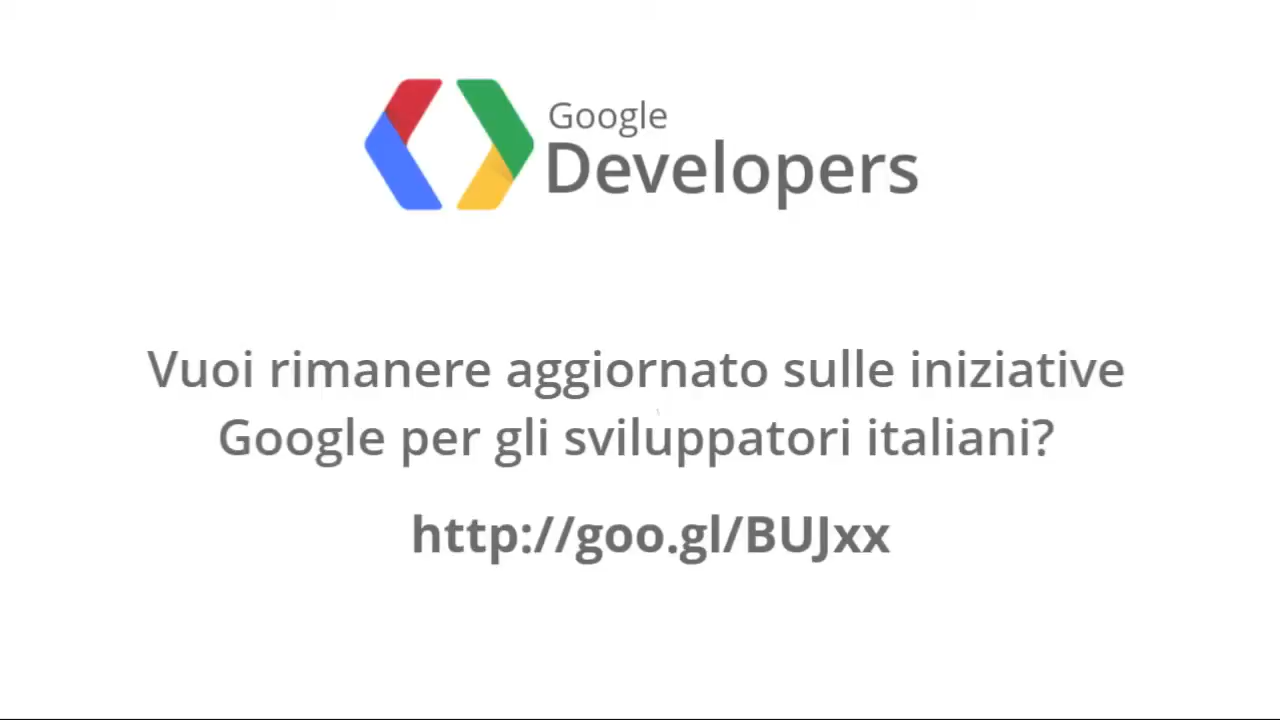 Google
Developers
Vuoi rimanere aggiornato sulle iniziative
Google per gli sviluppatori italiani?
http://goo.gl/BUJxx